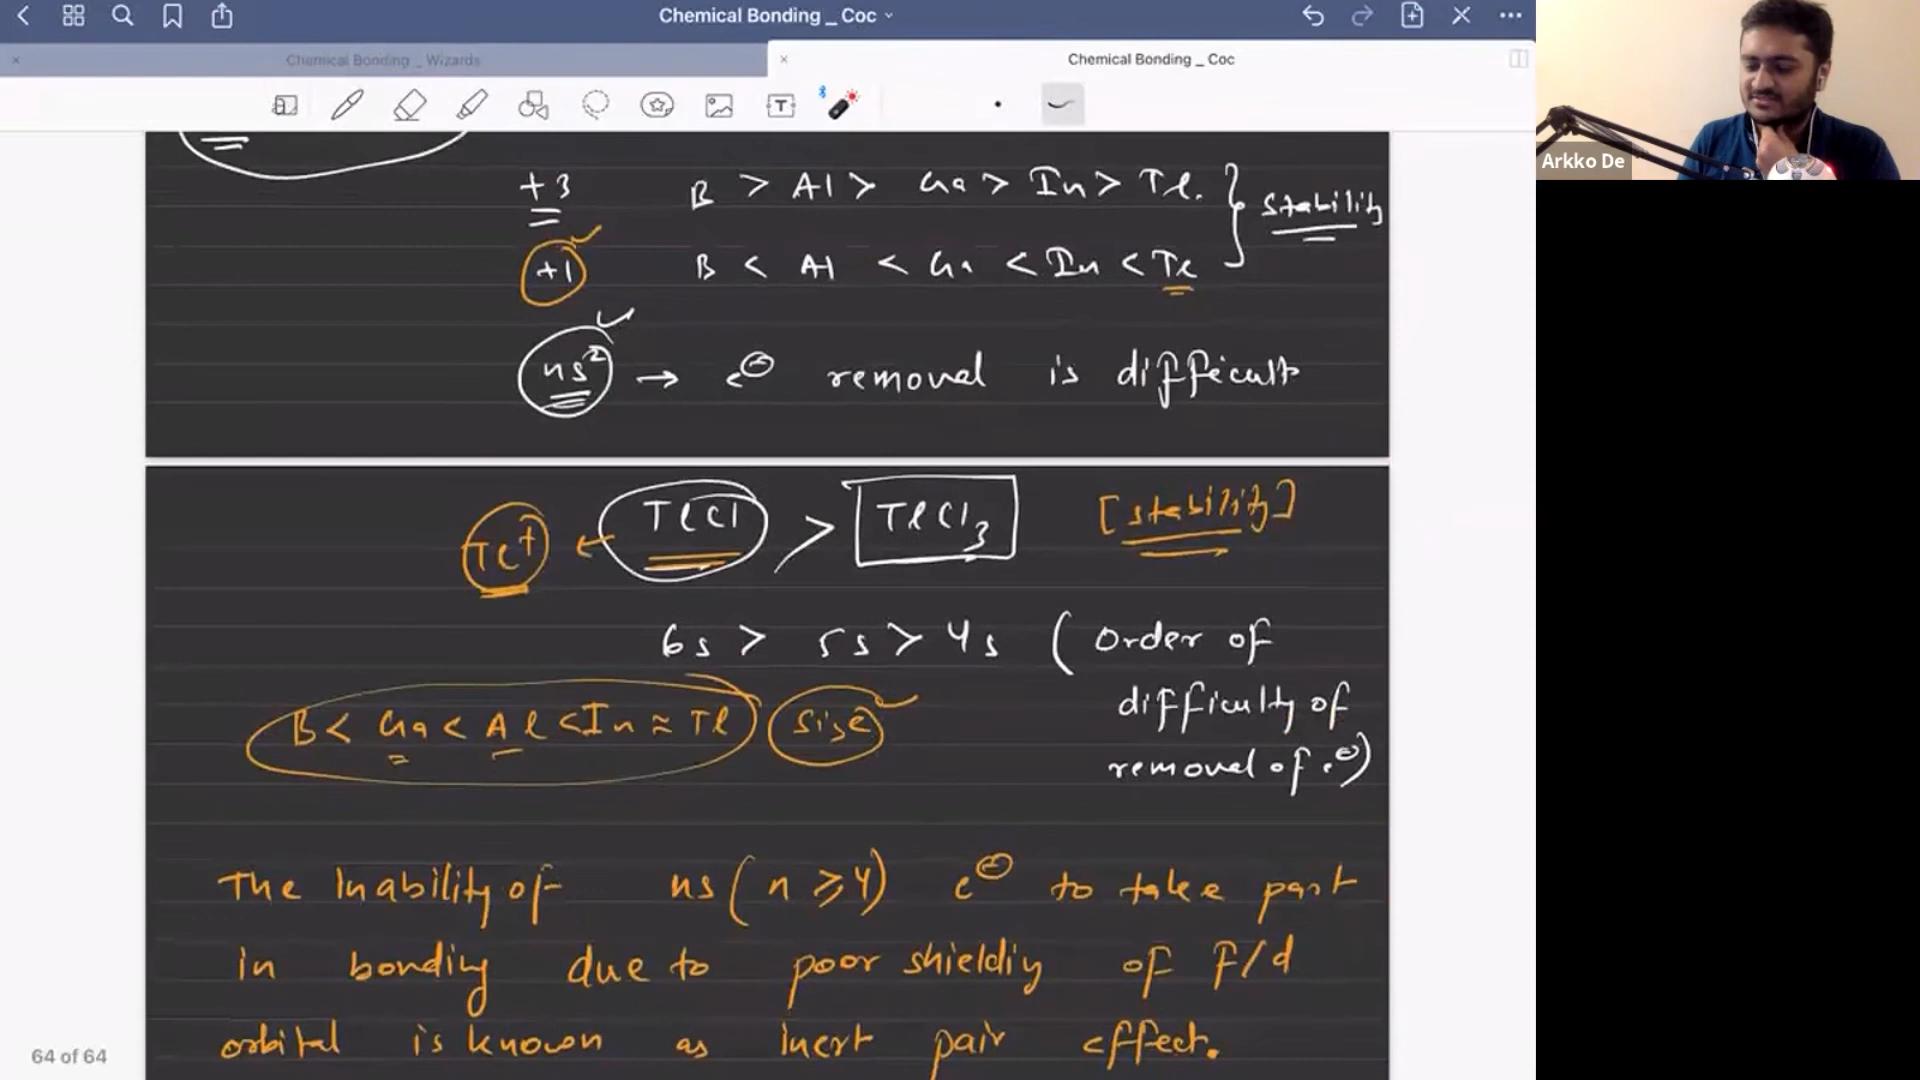 Chemical Bonding _ Coc
Chemical Bonding _ Wizards
Chemical Bonding _ Coc
Arkko De
+3 B > Al > Ga > In > Tl. } stability
+1 B < Al < Ga < In < Tl
ns² → e⊖ removal is difficult
Tl⁺ ← TlCl > TlCl₃ [stability]
6s > 5s > 4s (Order of
difficulty of
removal of e⊖)
B < Ga < Al < In ≈ Tl size
The Inability of ns (n ≥ 4) e⊖ to take part
in bonding due to poor shieldiy of f/d
orbital is known as inert pair effect.
64 of 64